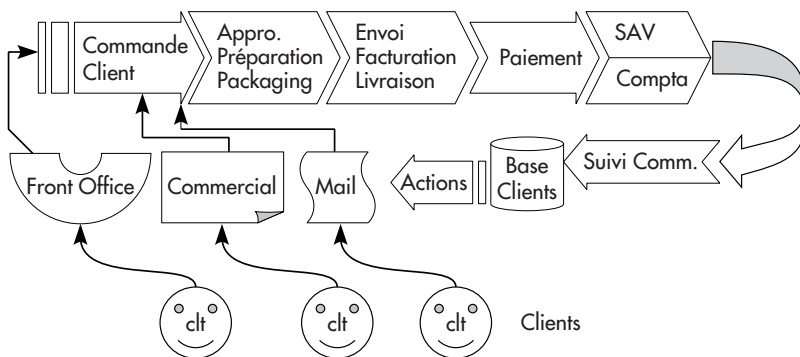 Commande
Client
Appro.
Préparation
Packaging
Envoi
Facturation
Livraison
Paiement
SAV
Compta
Front Office
Commercial
Mail
Actions
Base
Clients
Suivi Comm.
clt
clt
clt
Clients